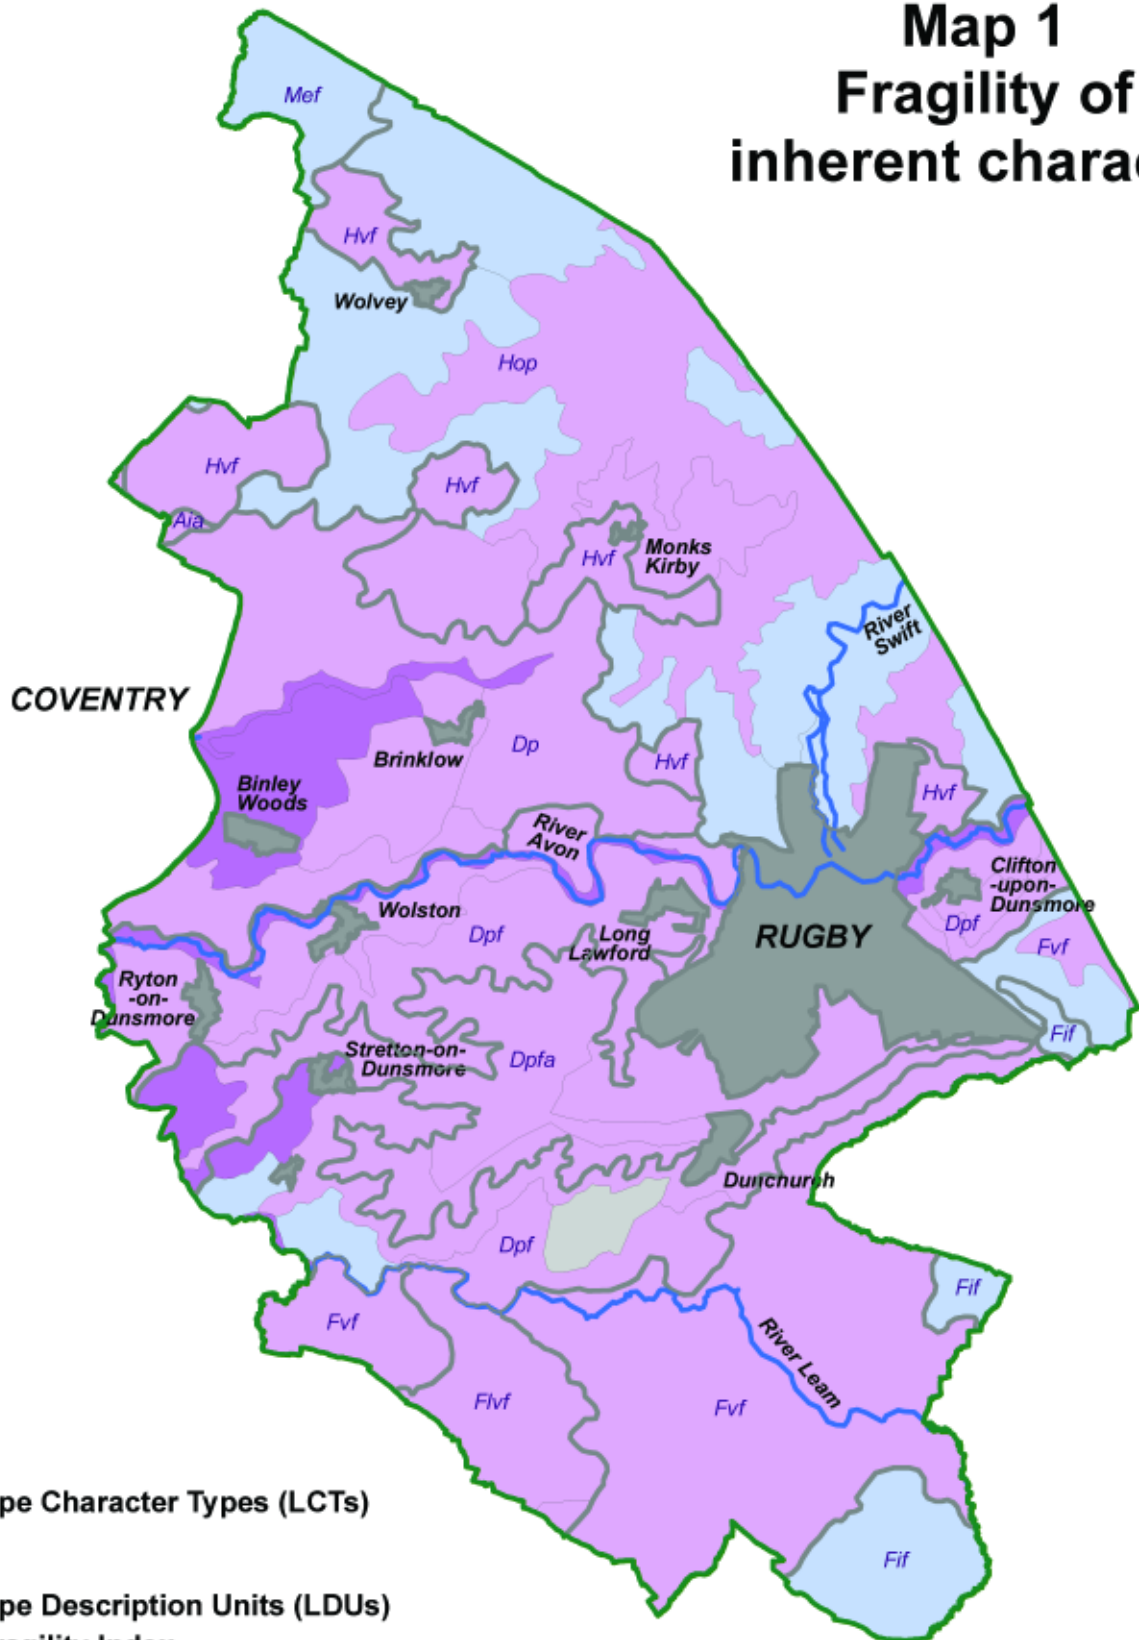 Map 1
Fragility of
inherent charac
Mef
Hvf
Wolvey
Hop
Hvf
Hvf
Aia
Hvf
Monks
Kirby
River
Swift
COVENTRY
Brinklow
Dp
Hvf
Binley
Woods
Hvf
River
Avon
Clifton
-upon-
Dunsmore
Wolston
Dpf
Long
Lawford
RUGBY
Dpf
Fvf
Ryton
-on-
Dunsmore
Fif
Stretton-on-
Dunsmore
Dpfa
Dunchurch
Dpf
Fif
Fvf
River Leam
Flvf
Fvf
pe Character Types (LCTs)
Fif
pe Description Units (LDUs)
ragility Index